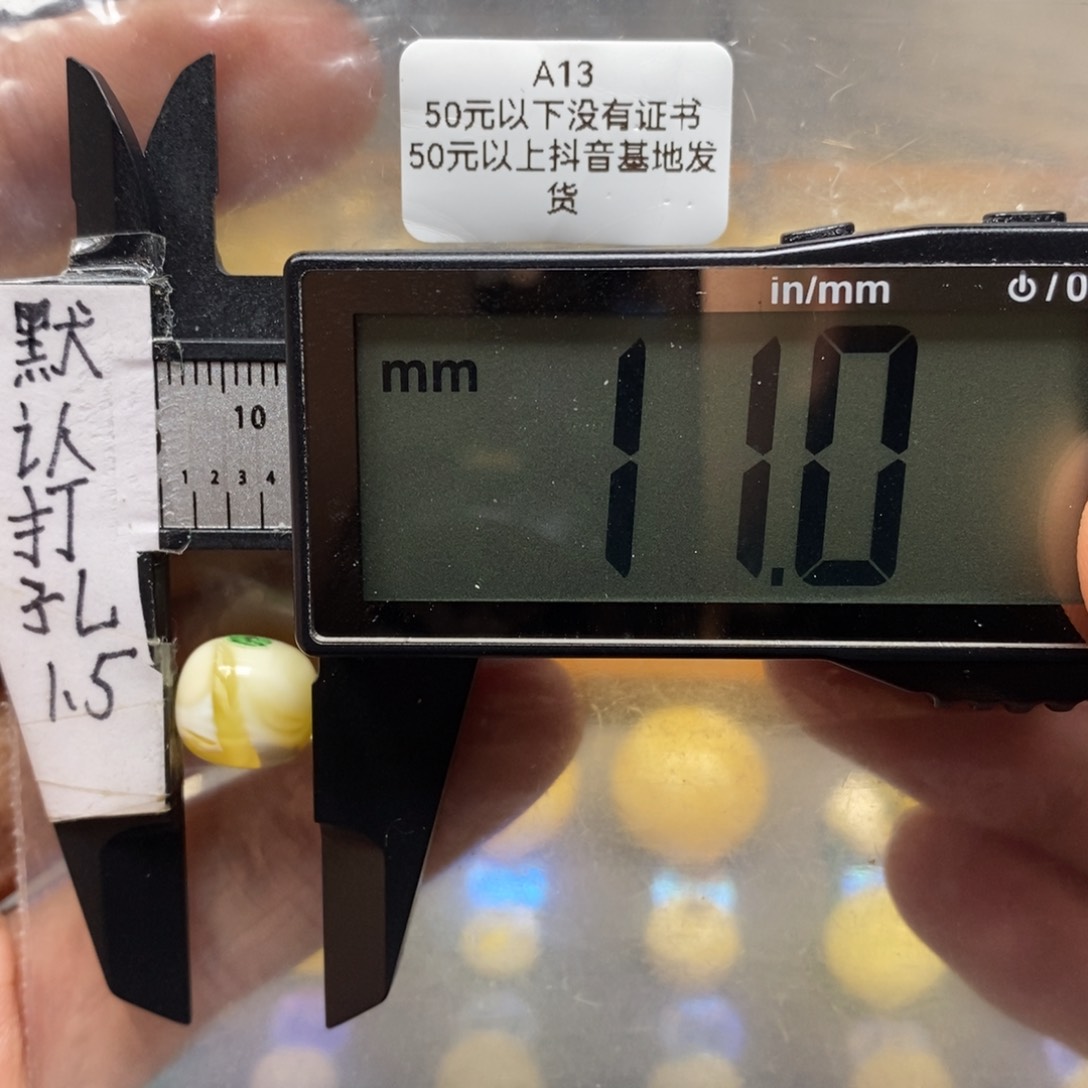 A13
50元以下没有证书
50元以上抖音基地发
货
in/mm
⏻/0
mm
11.0
10
1 2 3 4
默
认
打
孔
1.5